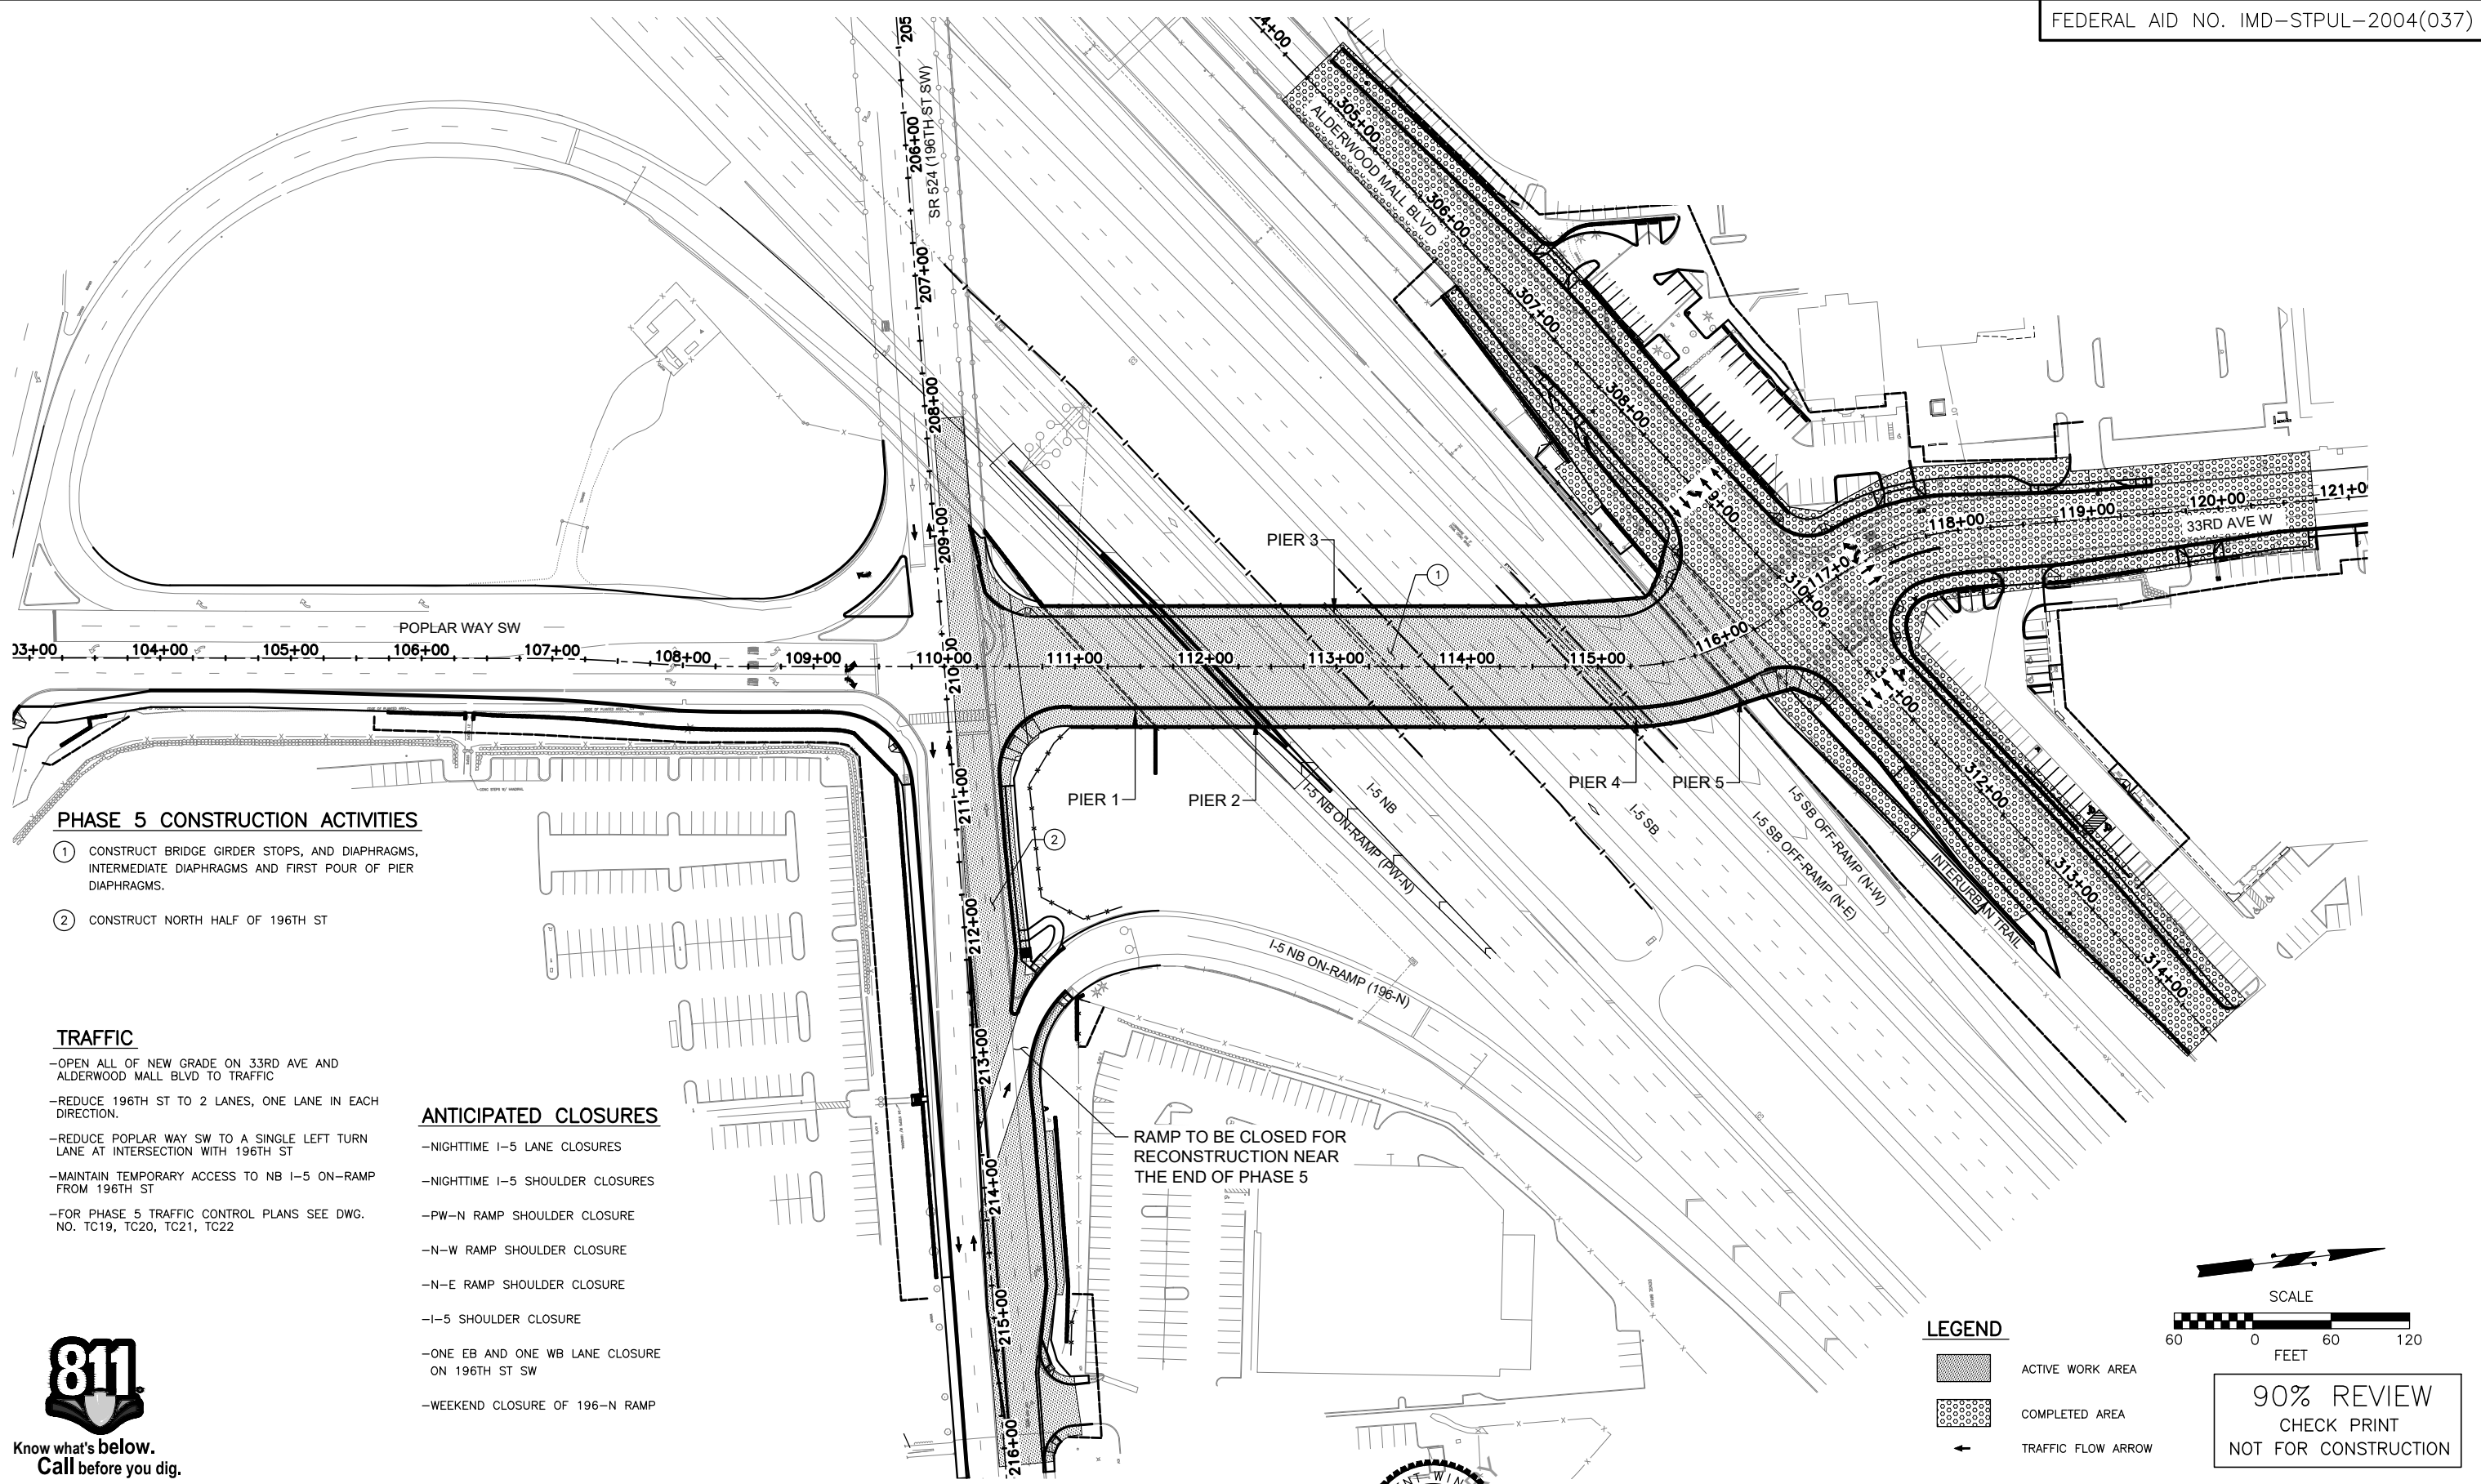 FEDERAL AID NO. IMD-STPUL-2004(037)
205
206+00
SR 524 (196TH ST SW)
207+00
208+00
209+00
210+00
211+00
212+00
213+00
214+00
215+00
216+00
4+00
305+00
ALDERWOOD MALL BLVD
306+00
307+00
308+00
9+00
310+00
1+00
312+00
313+00
314+00
POPLAR WAY SW
03+00
104+00
105+00
106+00
107+00
108+00
109+00
110+00
111+00
112+00
113+00
114+00
115+00
116+00
117+0
118+00
119+00
120+00
121+0
33RD AVE W
PIER 3
1
PIER 1
PIER 2
PIER 4
PIER 5
2
I-5 NB ON-RAMP (PW-N)
I-5 NB
I-5 SB
I-5 SB OFF-RAMP (N-E)
I-5 SB OFF-RAMP (N-W)
INTERURBAN TRAIL
I-5 NB ON-RAMP (196-N)
RAMP TO BE CLOSED FOR
RECONSTRUCTION NEAR
THE END OF PHASE 5
PHASE 5 CONSTRUCTION ACTIVITIES
1 CONSTRUCT BRIDGE GIRDER STOPS, AND DIAPHRAGMS,
INTERMEDIATE DIAPHRAGMS AND FIRST POUR OF PIER
DIAPHRAGMS.
2 CONSTRUCT NORTH HALF OF 196TH ST
TRAFFIC
-OPEN ALL OF NEW GRADE ON 33RD AVE AND
ALDERWOOD MALL BLVD TO TRAFFIC
-REDUCE 196TH ST TO 2 LANES, ONE LANE IN EACH
DIRECTION.
-REDUCE POPLAR WAY SW TO A SINGLE LEFT TURN
LANE AT INTERSECTION WITH 196TH ST
-MAINTAIN TEMPORARY ACCESS TO NB I-5 ON-RAMP
FROM 196TH ST
-FOR PHASE 5 TRAFFIC CONTROL PLANS SEE DWG.
NO. TC19, TC20, TC21, TC22
ANTICIPATED CLOSURES
-NIGHTTIME I-5 LANE CLOSURES
-NIGHTTIME I-5 SHOULDER CLOSURES
-PW-N RAMP SHOULDER CLOSURE
-N-W RAMP SHOULDER CLOSURE
-N-E RAMP SHOULDER CLOSURE
-I-5 SHOULDER CLOSURE
-ONE EB AND ONE WB LANE CLOSURE
ON 196TH ST SW
-WEEKEND CLOSURE OF 196-N RAMP
811
Know what's below.
Call before you dig.
SCALE
60 0 60 120
FEET
LEGEND
ACTIVE WORK AREA
COMPLETED AREA
TRAFFIC FLOW ARROW
90% REVIEW
CHECK PRINT
NOT FOR CONSTRUCTION